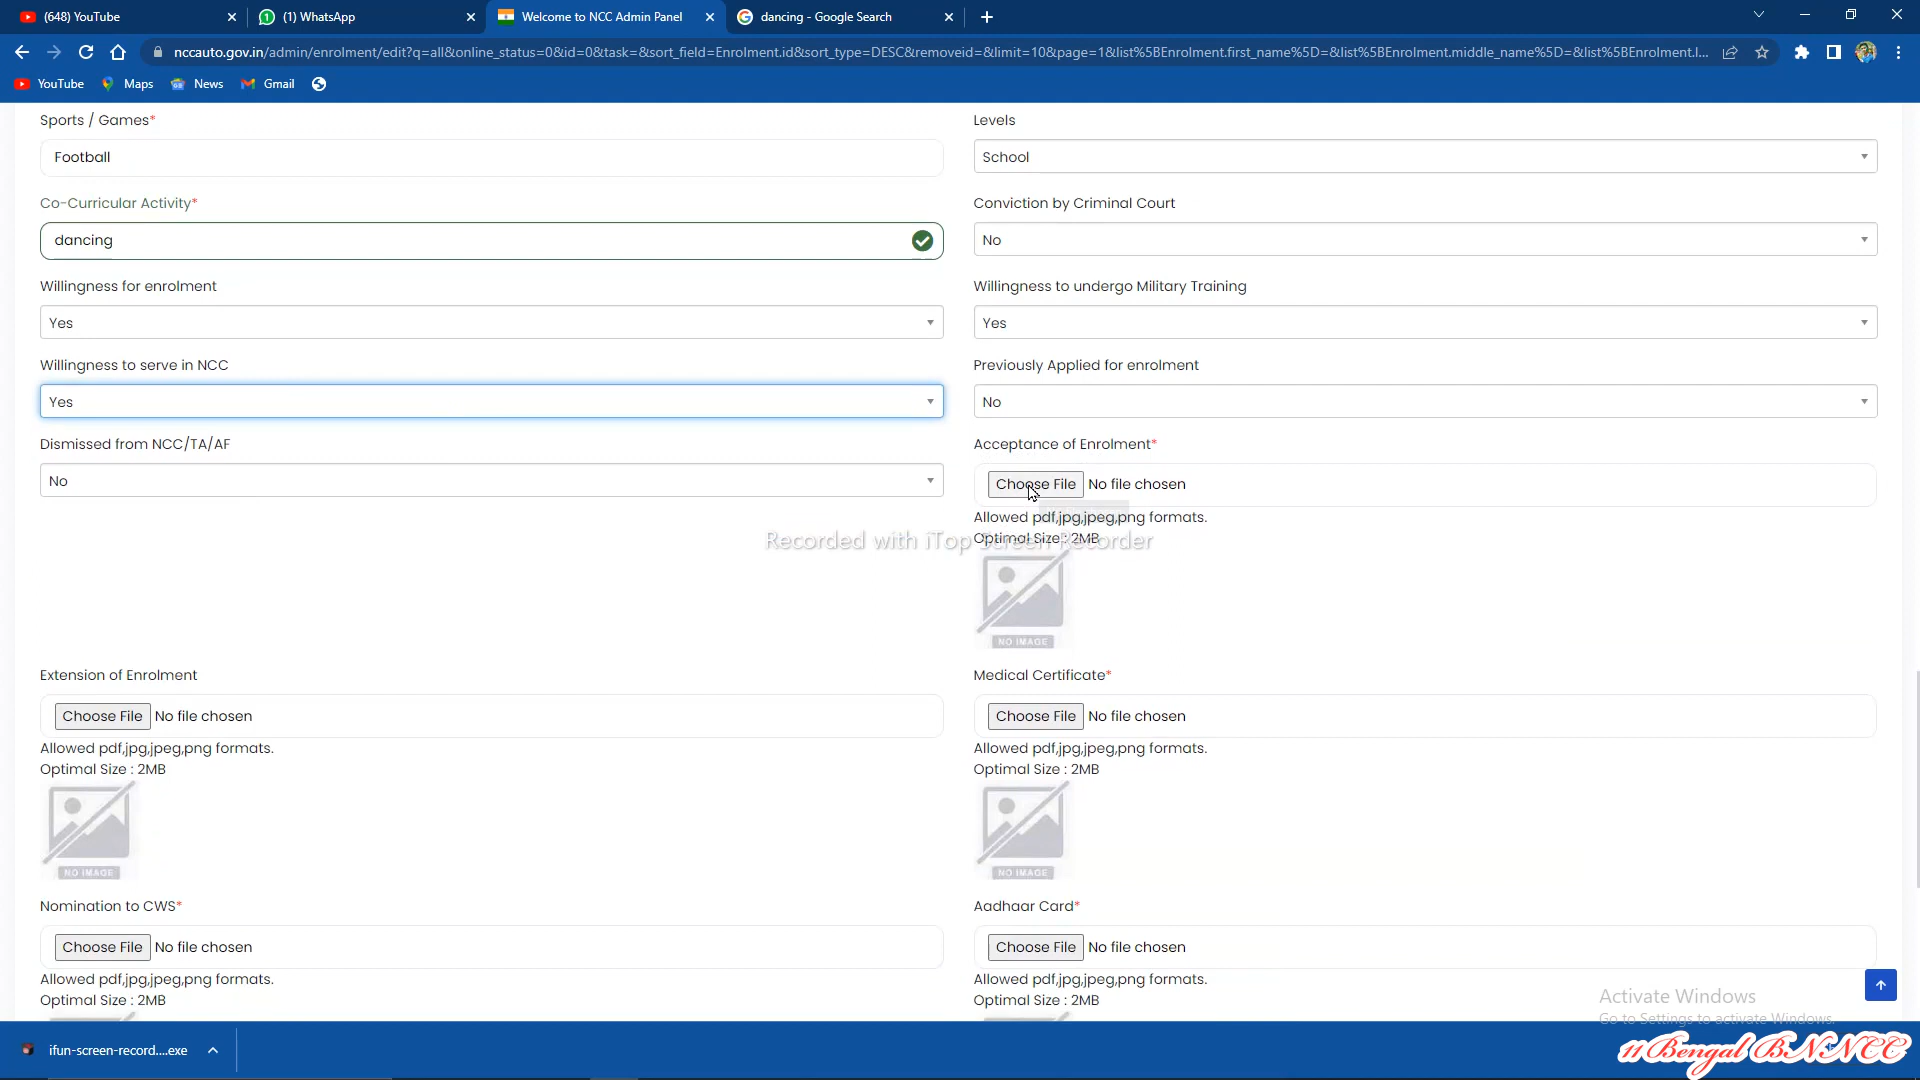 (648) YouTube
(1) WhatsApp
Welcome to NCC Admin Panel
dancing - Google Search
nccauto.gov.in/admin/enrolment/edit?q=all&online_status=0&id=0&task=&sort_field=Enrolment.id&sort_type=DESC&removeid=&limit=10&page=1&list%5BEnrolment.first_name%5D=&list%5BEnrolment.middle_name%5D=&list%5BEnrolment.l...
YouTube Maps News Gmail
Sports / Games*
Levels
Football
School
Co-Curricular Activity*
Conviction by Criminal Court
dancing
No
Willingness for enrolment
Willingness to undergo Military Training
Yes
Yes
Willingness to serve in NCC
Previously Applied for enrolment
Yes
No
Dismissed from NCC/TA/AF
Acceptance of Enrolment*
No
Choose File No file chosen
Allowed pdf,jpg,jpeg,png formats.
Optimal Size : 2MB
Recorded with iTop Screen Recorder
NO IMAGE
Extension of Enrolment
Medical Certificate*
Choose File No file chosen
Choose File No file chosen
Allowed pdf,jpg,jpeg,png formats.
Allowed pdf,jpg,jpeg,png formats.
Optimal Size : 2MB
Optimal Size : 2MB
NO IMAGE
NO IMAGE
Nomination to CWS*
Aadhaar Card*
Choose File No file chosen
Choose File No file chosen
Allowed pdf,jpg,jpeg,png formats.
Allowed pdf,jpg,jpeg,png formats.
Optimal Size : 2MB
Optimal Size : 2MB
Activate Windows
Go to Settings to activate Windows.
ifun-screen-record....exe
11 Bengal BN NCC